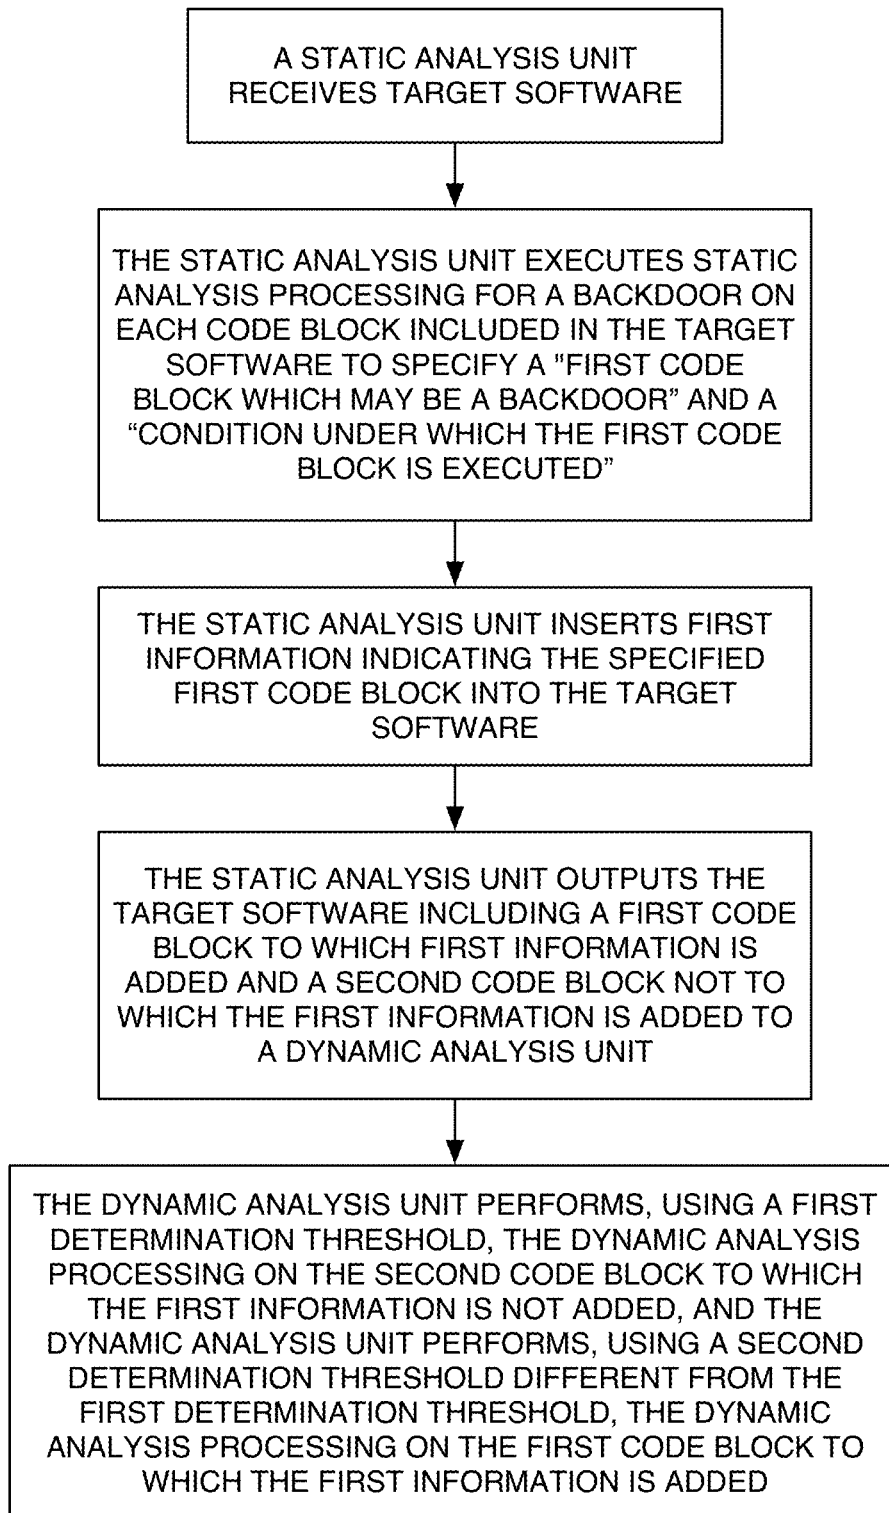 A STATIC ANALYSIS UNIT
RECEIVES TARGET SOFTWARE
THE STATIC ANALYSIS UNIT EXECUTES STATIC
ANALYSIS PROCESSING FOR A BACKDOOR ON
EACH CODE BLOCK INCLUDED IN THE TARGET
SOFTWARE TO SPECIFY A "FIRST CODE
BLOCK WHICH MAY BE A BACKDOOR” AND A
“CONDITION UNDER WHICH THE FIRST CODE
BLOCK IS EXECUTED”
THE STATIC ANALYSIS UNIT INSERTS FIRST
INFORMATION INDICATING THE SPECIFIED
FIRST CODE BLOCK INTO THE TARGET
SOFTWARE
THE STATIC ANALYSIS UNIT OUTPUTS THE
TARGET SOFTWARE INCLUDING A FIRST CODE
BLOCK TO WHICH FIRST INFORMATION IS
ADDED AND A SECOND CODE BLOCK NOT TO
WHICH THE FIRST INFORMATION IS ADDED TO
A DYNAMIC ANALYSIS UNIT
THE DYNAMIC ANALYSIS UNIT PERFORMS, USING A FIRST
DETERMINATION THRESHOLD, THE DYNAMIC ANALYSIS
PROCESSING ON THE SECOND CODE BLOCK TO WHICH
THE FIRST INFORMATION IS NOT ADDED, AND THE
DYNAMIC ANALYSIS UNIT PERFORMS, USING A SECOND
DETERMINATION THRESHOLD DIFFERENT FROM THE
FIRST DETERMINATION THRESHOLD, THE DYNAMIC
ANALYSIS PROCESSING ON THE FIRST CODE BLOCK TO
WHICH THE FIRST INFORMATION IS ADDED